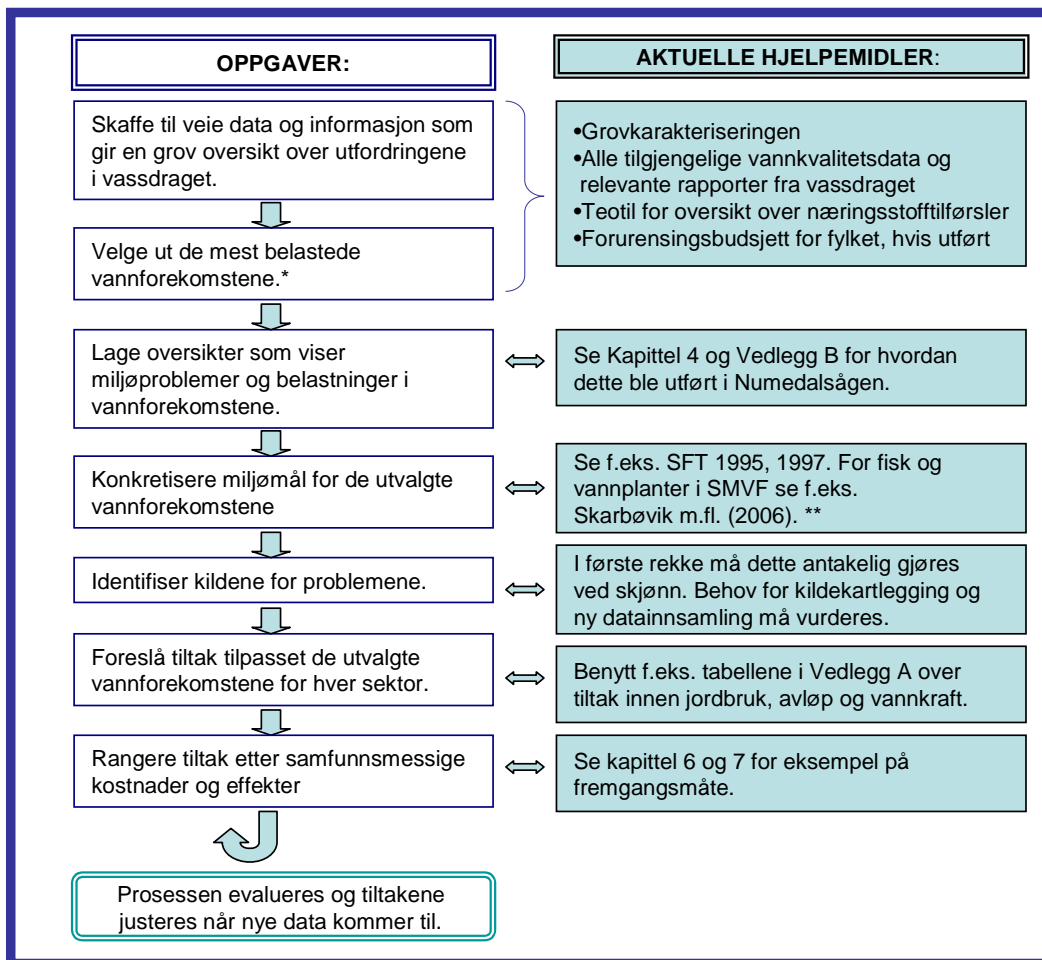 OPPGAVER:
AKTUELLE HJELPEMIDLER:
Skaffe til veie data og informasjon som
gir en grov oversikt over utfordringene
i vassdraget.
•Grovkarakteriseringen
•Alle tilgjengelige vannkvalitetsdata og
relevante rapporter fra vassdraget
•Teotil for oversikt over næringsstofftilførsler
•Forurensingsbudsjett for fylket, hvis utført
Velge ut de mest belastede
vannforekomstene.*
Lage oversikter som viser
miljøproblemer og belastninger i
vannforekomstene.
Se Kapittel 4 og Vedlegg B for hvordan
dette ble utført i Numedalsågen.
Konkretisere miljømål for de utvalgte
vannforekomstene
Se f.eks. SFT 1995, 1997. For fisk og
vannplanter i SMVF se f.eks.
Skarbøvik m.fl. (2006). **
Identifiser kildene for problemene.
I første rekke må dette antakelig gjøres
ved skjønn. Behov for kildekartlegging og
ny datainnsamling må vurderes.
Foreslå tiltak tilpasset de utvalgte
vannforekomstene for hver sektor.
Benytt f.eks. tabellene i Vedlegg A over
tiltak innen jordbruk, avløp og vannkraft.
Rangere tiltak etter samfunnsmessige
kostnader og effekter
Se kapittel 6 og 7 for eksempel på
fremgangsmåte.
Prosessen evalueres og tiltakene
justeres når nye data kommer til.